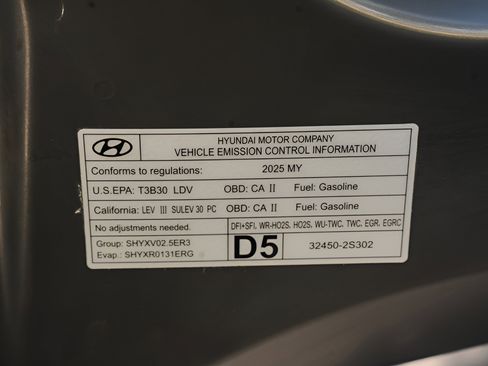 HYUNDAI MOTOR COMPANY
VEHICLE EMISSION CONTROL INFORMATION
Conforms to regulations: 2025 MY
U.S.EPA: T3B30 LDV OBD: CA II Fuel: Gasoline
California: LEV III SULEV 30 PC OBD: CA II Fuel: Gasoline
No adjustments needed. DFI+SFI, WR-HO2S, HO2S, WU-TWC, TWC, EGR, EGRC
Group: SHYXV02.5ER3
Evap.: SHYXR0131ERG
D5 32450-2S302